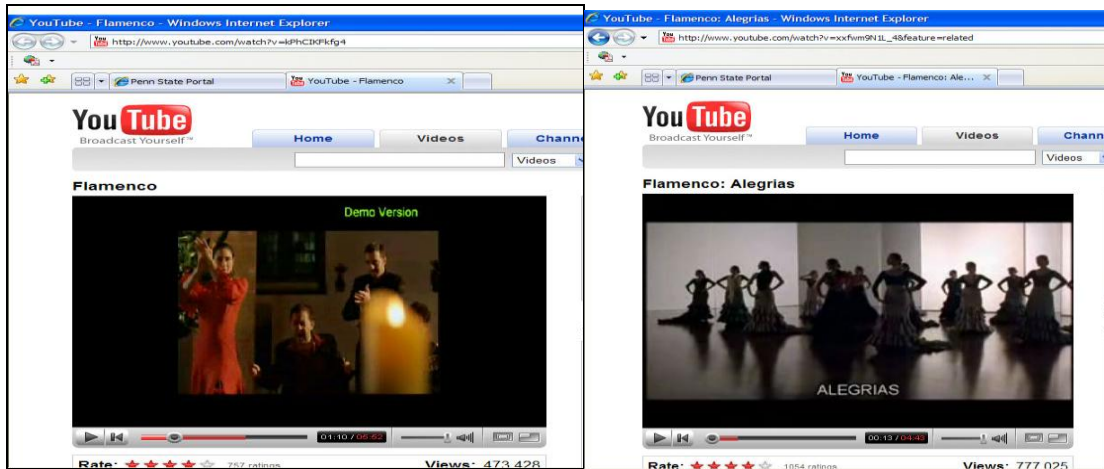 YouTube - Flamenco - Windows Internet Explorer
http://www.youtube.com/watch?v=kPhCIKFkfg4
Penn State Portal
YouTube - Flamenco
You Tube
Broadcast Yourself™
Home
Videos
Chann
Videos
Flamenco
Demo Version
01:10 / 05:52
Rate:
757 ratings
Views: 473,428
YouTube - Flamenco: Alegrias - Windows Internet Explorer
http://www.youtube.com/watch?v=xxfwm9N1L_4&feature=related
Penn State Portal
YouTube - Flamenco: Ale...
You Tube
Broadcast Yourself™
Home
Videos
Chann
Videos
Flamenco: Alegrias
ALEGRIAS
00:13 / 04:43
Rate:
1054 ratings
Views: 777,025